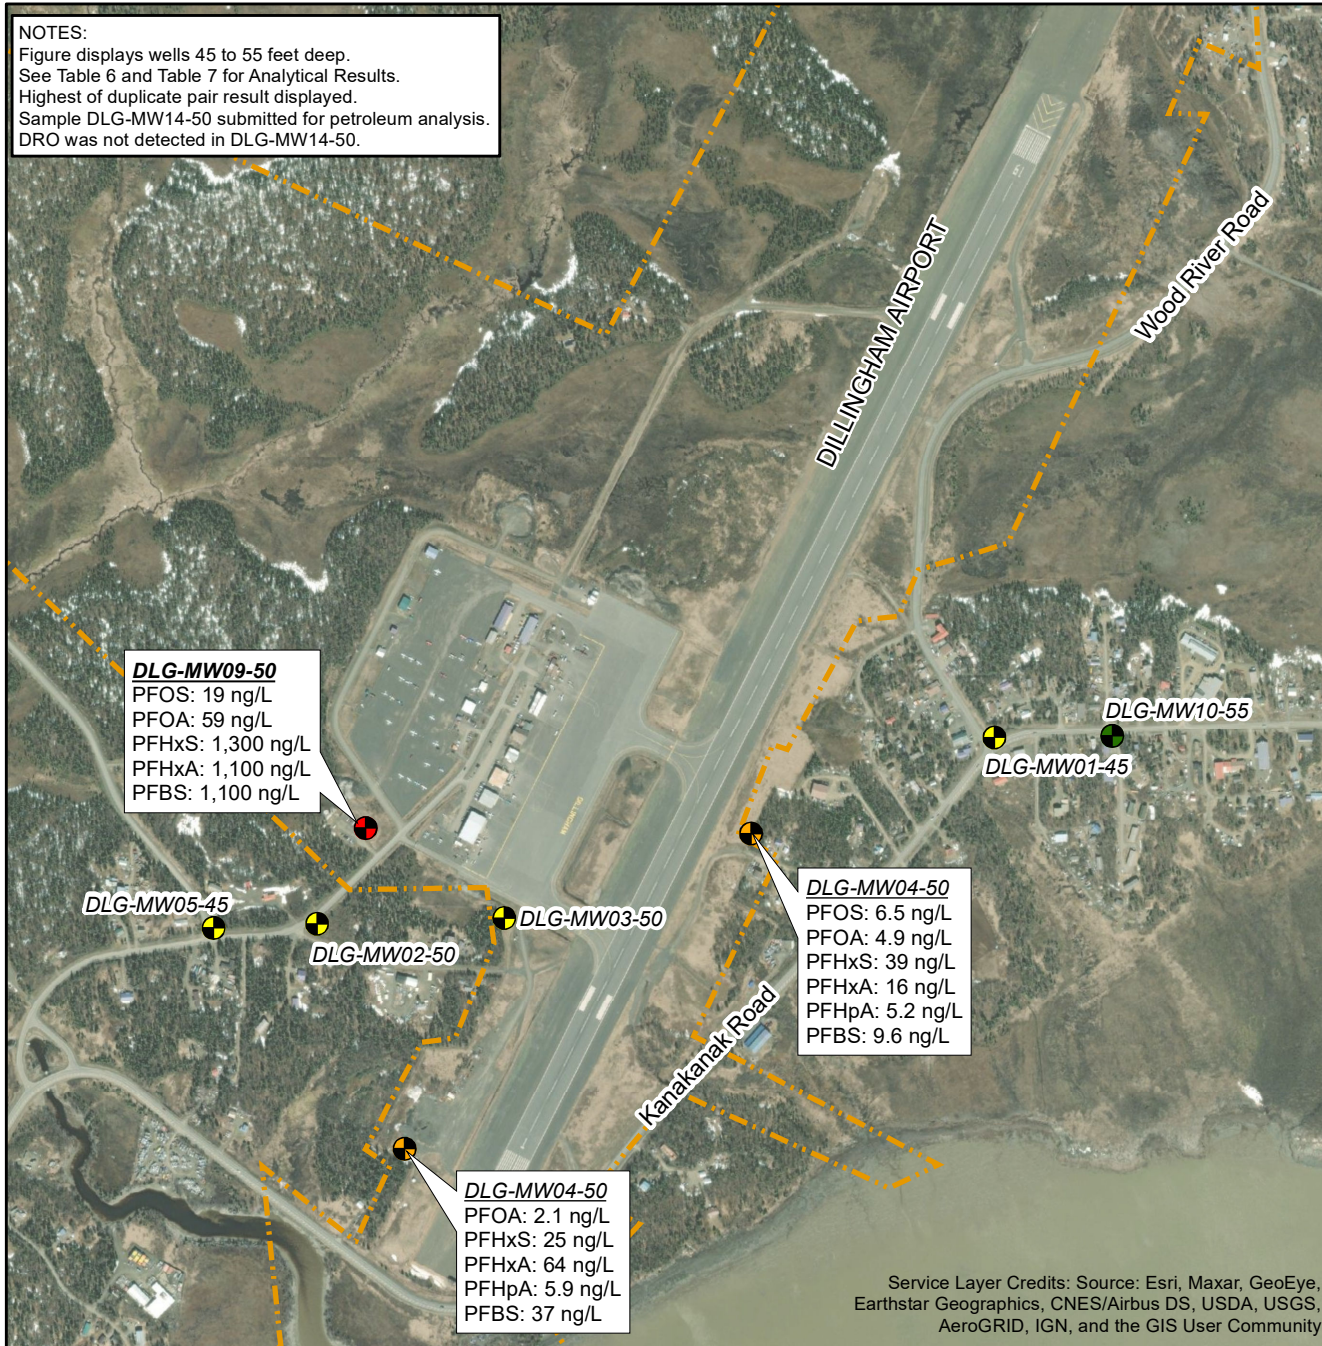 NOTES:
Figure displays wells 45 to 55 feet deep.
See Table 6 and Table 7 for Analytical Results.
Highest of duplicate pair result displayed.
Sample DLG-MW14-50 submitted for petroleum analysis.
DRO was not detected in DLG-MW14-50.
DILLINGHAM AIRPORT
Wood River Road
DLG-MW09-50
PFOS: 19 ng/L
PFOA: 59 ng/L
PFHxS: 1,300 ng/L
PFHxA: 1,100 ng/L
PFBS: 1,100 ng/L
DLG-MW10-55
DLG-MW01-45
DLG-MW05-45
DLG-MW02-50
DLG-MW03-50
DLG-MW04-50
PFOS: 6.5 ng/L
PFOA: 4.9 ng/L
PFHxS: 39 ng/L
PFHxA: 16 ng/L
PFHpA: 5.2 ng/L
PFBS: 9.6 ng/L
Kanakanak Road
DLG-MW04-50
PFOA: 2.1 ng/L
PFHxS: 25 ng/L
PFHxA: 64 ng/L
PFHpA: 5.9 ng/L
PFBS: 37 ng/L
Service Layer Credits: Source: Esri, Maxar, GeoEye,
Earthstar Geographics, CNES/Airbus DS, USDA, USGS,
AeroGRID, IGN, and the GIS User Community